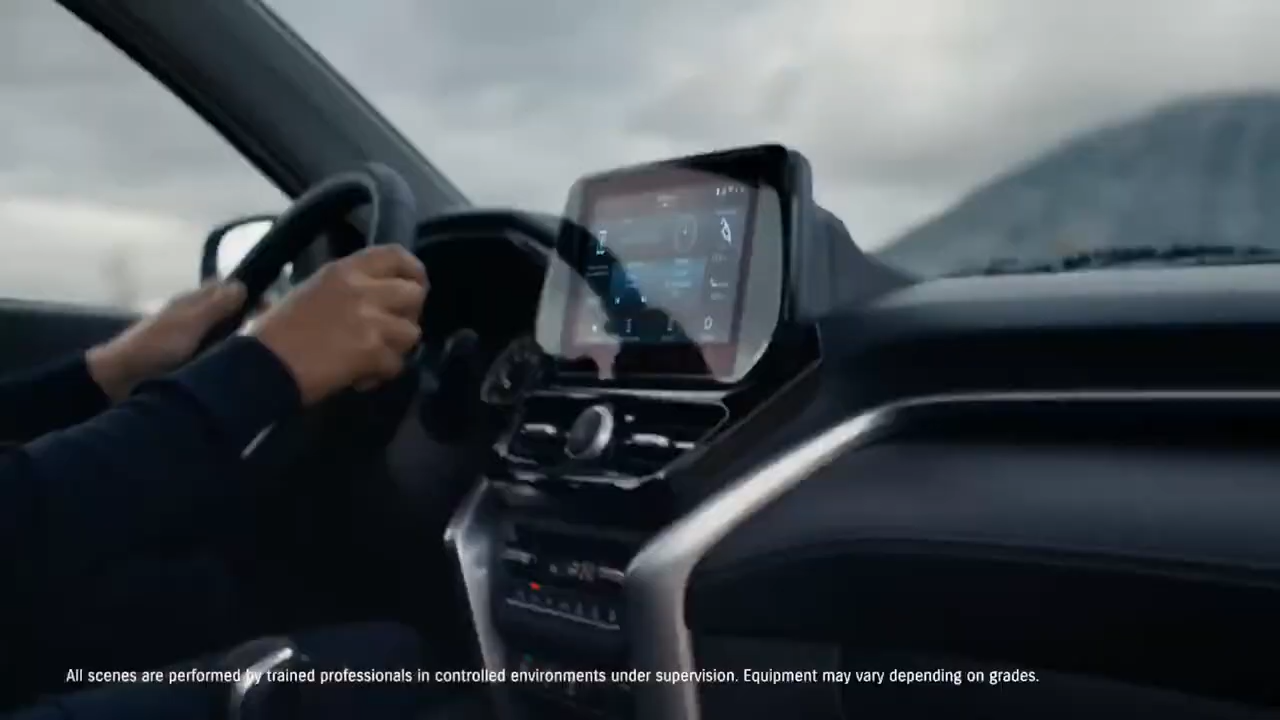 All scenes are performed by trained professionals in controlled environments under supervision. Equipment may vary depending on grades.